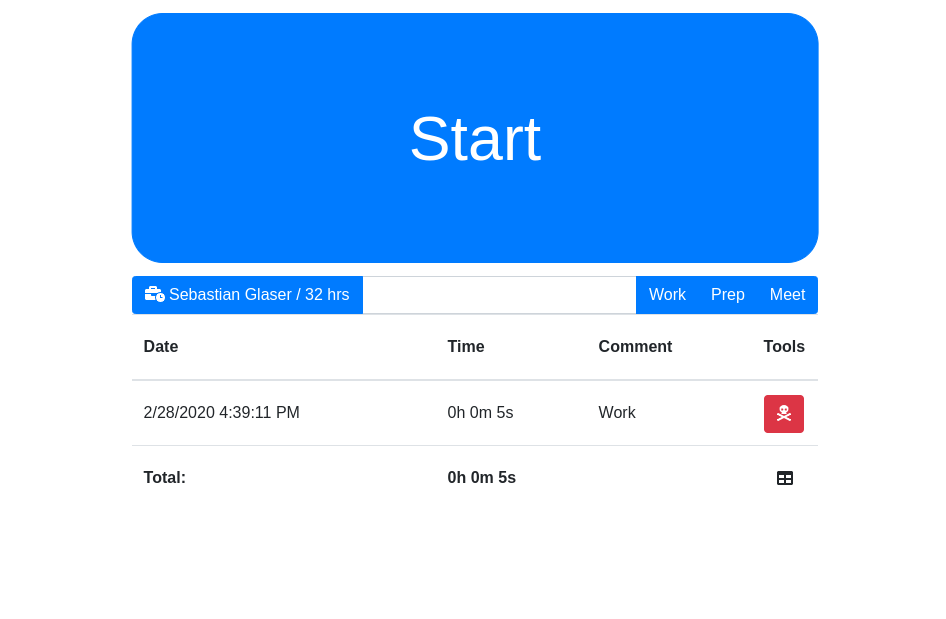 Start
Sebastian Glaser / 32 hrs Work Prep Meet
Date Time Comment Tools
2/28/2020 4:39:11 PM 0h 0m 5s Work
Total: 0h 0m 5s